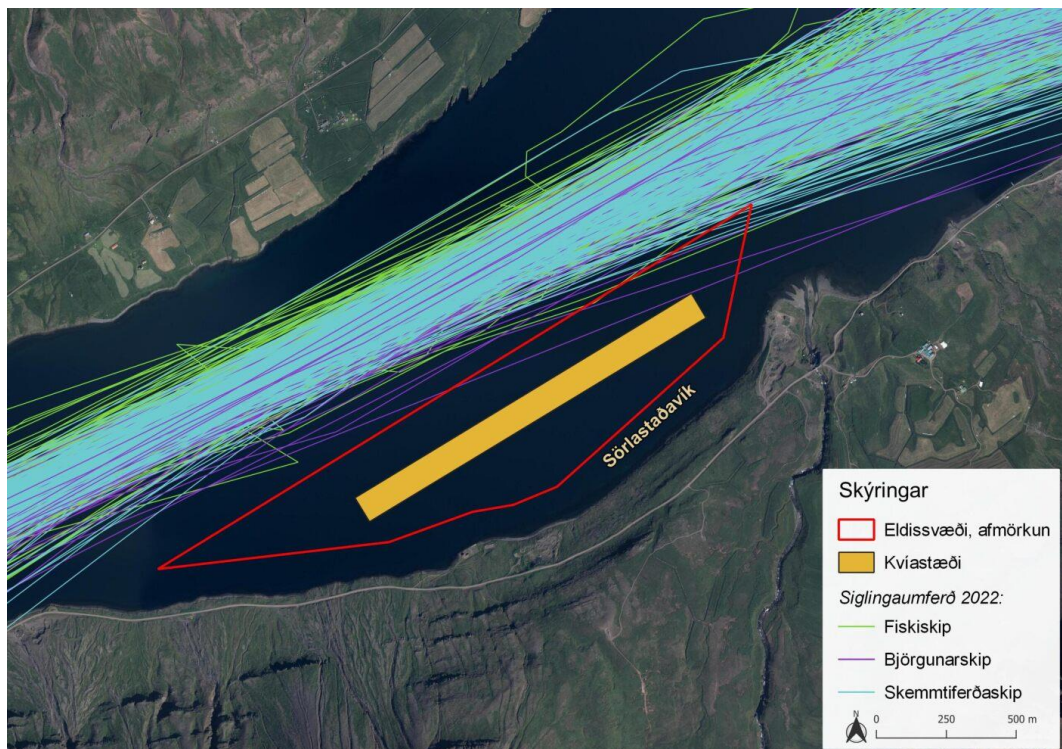 Sörlastaðavík
Skýringar
Eldissvæði, afmörkun
Kvíastæði
Siglingaumferð 2022:
Fiskiskip
Björgunarskip
Skemmtiferðaskip
N
0 250 500 m